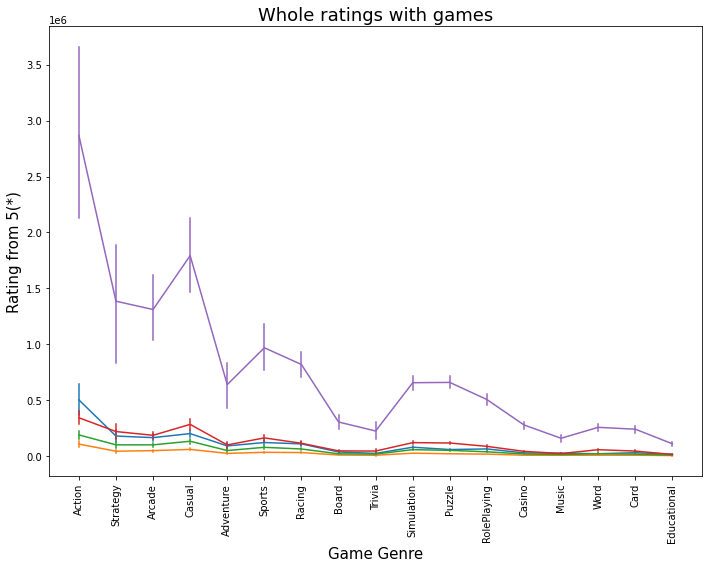 Whole ratings with games
1e6
3.5
3.0
2.5
2.0
1.5
1.0
0.5
0.0
Rating from 5(*)
Action
Strategy
Arcade
Casual
Adventure
Sports
Racing
Board
Trivia
Simulation
Puzzle
RolePlaying
Casino
Music
Word
Card
Educational
Game Genre